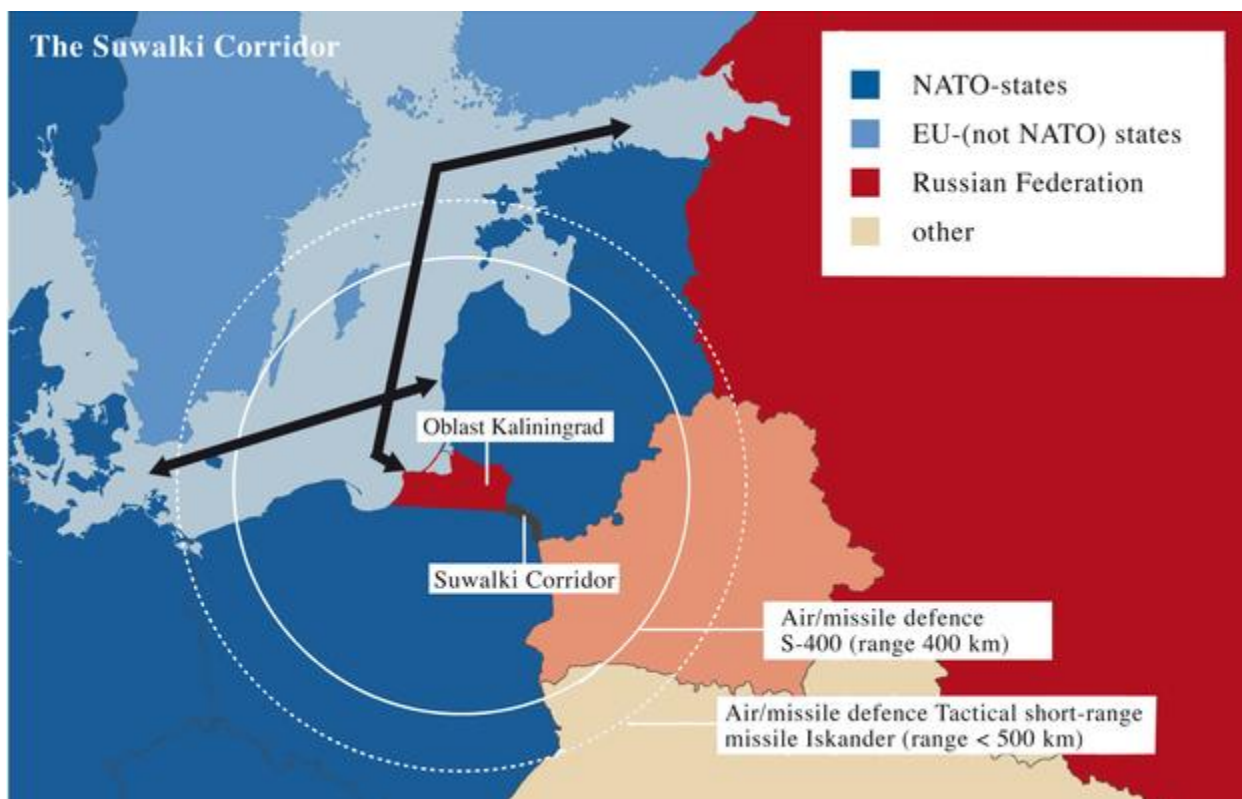 The Suwalki Corridor
NATO-states
EU-(not NATO) states
Russian Federation
other
Oblast Kaliningrad
Suwalki Corridor
Air/missile defence
S-400 (range 400 km)
Air/missile defence Tactical short-range
missile Iskander (range < 500 km)